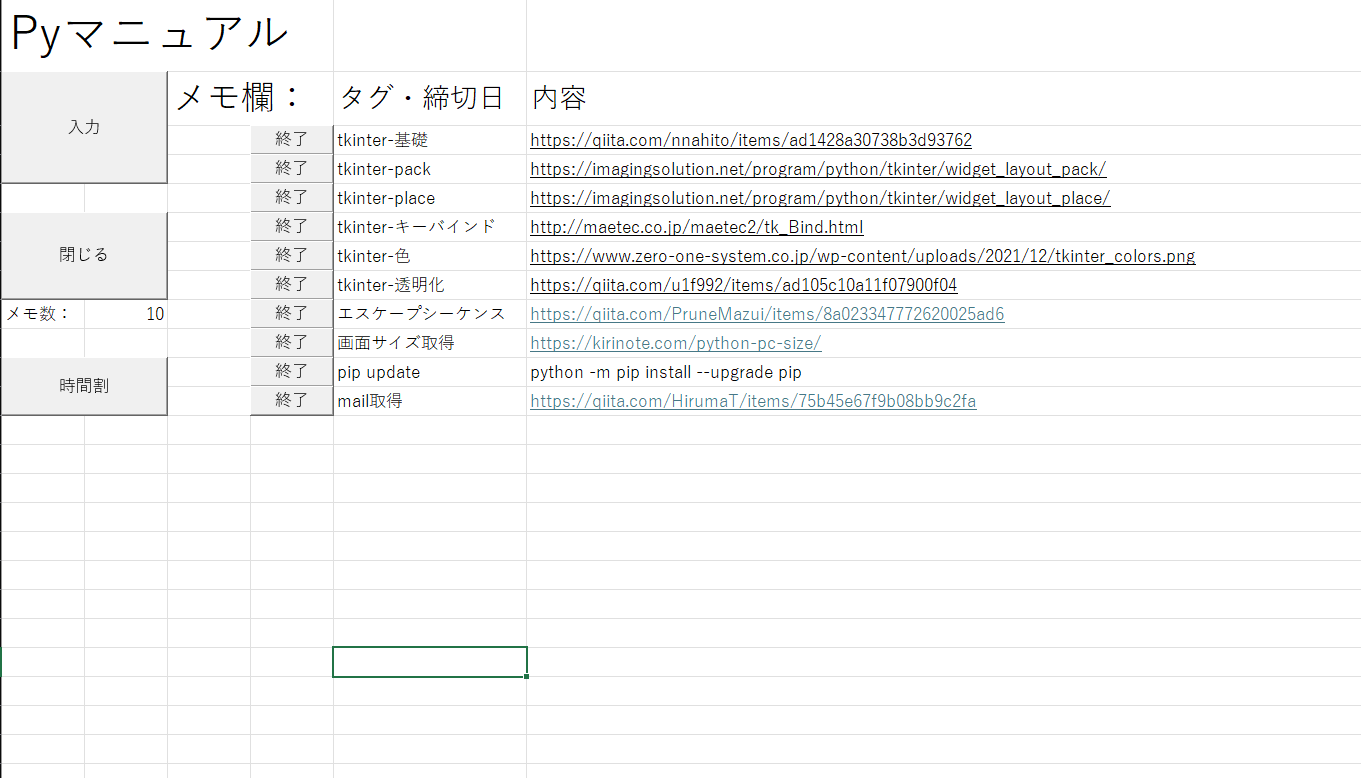 Pyマニュアル
入力
メモ欄：
タグ・締切日
内容
終了 tkinter-基礎 https://qiita.com/nnahito/items/ad1428a30738b3d93762
終了 tkinter-pack https://imagingsolution.net/program/python/tkinter/widget_layout_pack/
終了 tkinter-place https://imagingsolution.net/program/python/tkinter/widget_layout_place/
閉じる
終了 tkinter-キーバインド http://maetec.co.jp/maetec2/tk_Bind.html
終了 tkinter-色 https://www.zero-one-system.co.jp/wp-content/uploads/2021/12/tkinter_colors.png
終了 tkinter-透明化 https://qiita.com/u1f992/items/ad105c10a11f07900f04
メモ数： 10 終了 エスケープシーケンス https://qiita.com/PruneMazui/items/8a023347772620025ad6
終了 画面サイズ取得 https://kirinote.com/python-pc-size/
時間割
終了 pip update python -m pip install --upgrade pip
終了 mail取得 https://qiita.com/HirumaT/items/75b45e67f9b08bb9c2fa